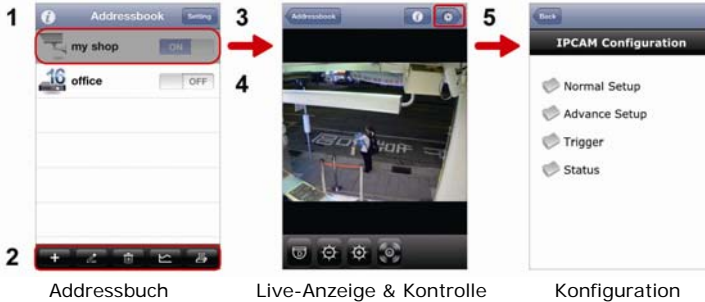 1
Addressbook
Setting
my shop
ON
16
office
OFF
2
Addressbuch
3
Addressbook
4
Live-Anzeige & Kontrolle
5
Back
IPCAM Configuration
Normal Setup
Advance Setup
Trigger
Status
Konfiguration